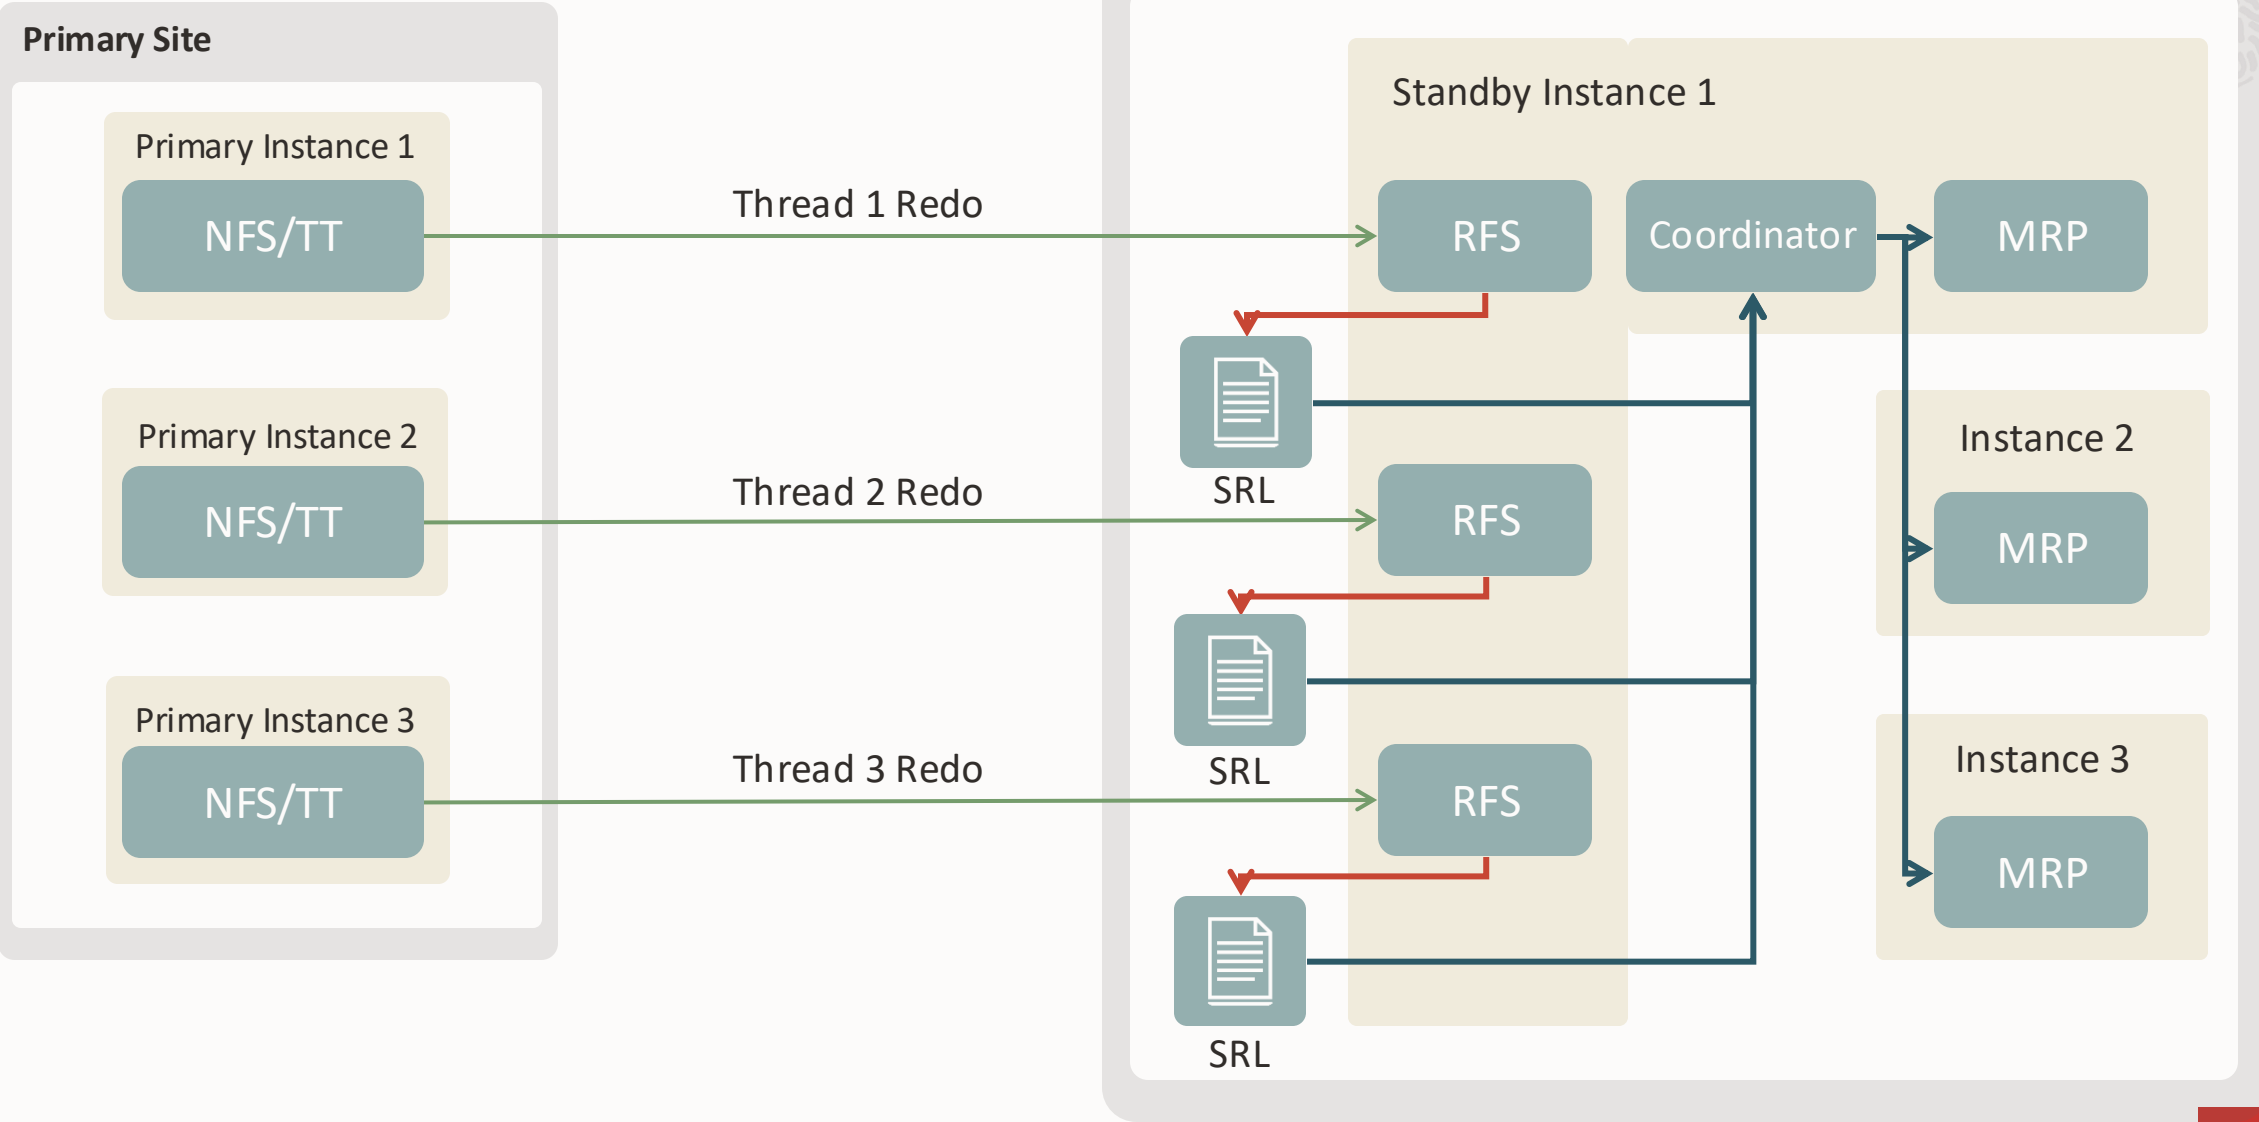 Primary Site
Primary Instance 1
NFS/TT
Primary Instance 2
NFS/TT
Primary Instance 3
NFS/TT
Thread 1 Redo
Thread 2 Redo
Thread 3 Redo
Standby Instance 1
RFS
Coordinator
MRP
SRL
RFS
SRL
RFS
SRL
Instance 2
MRP
Instance 3
MRP